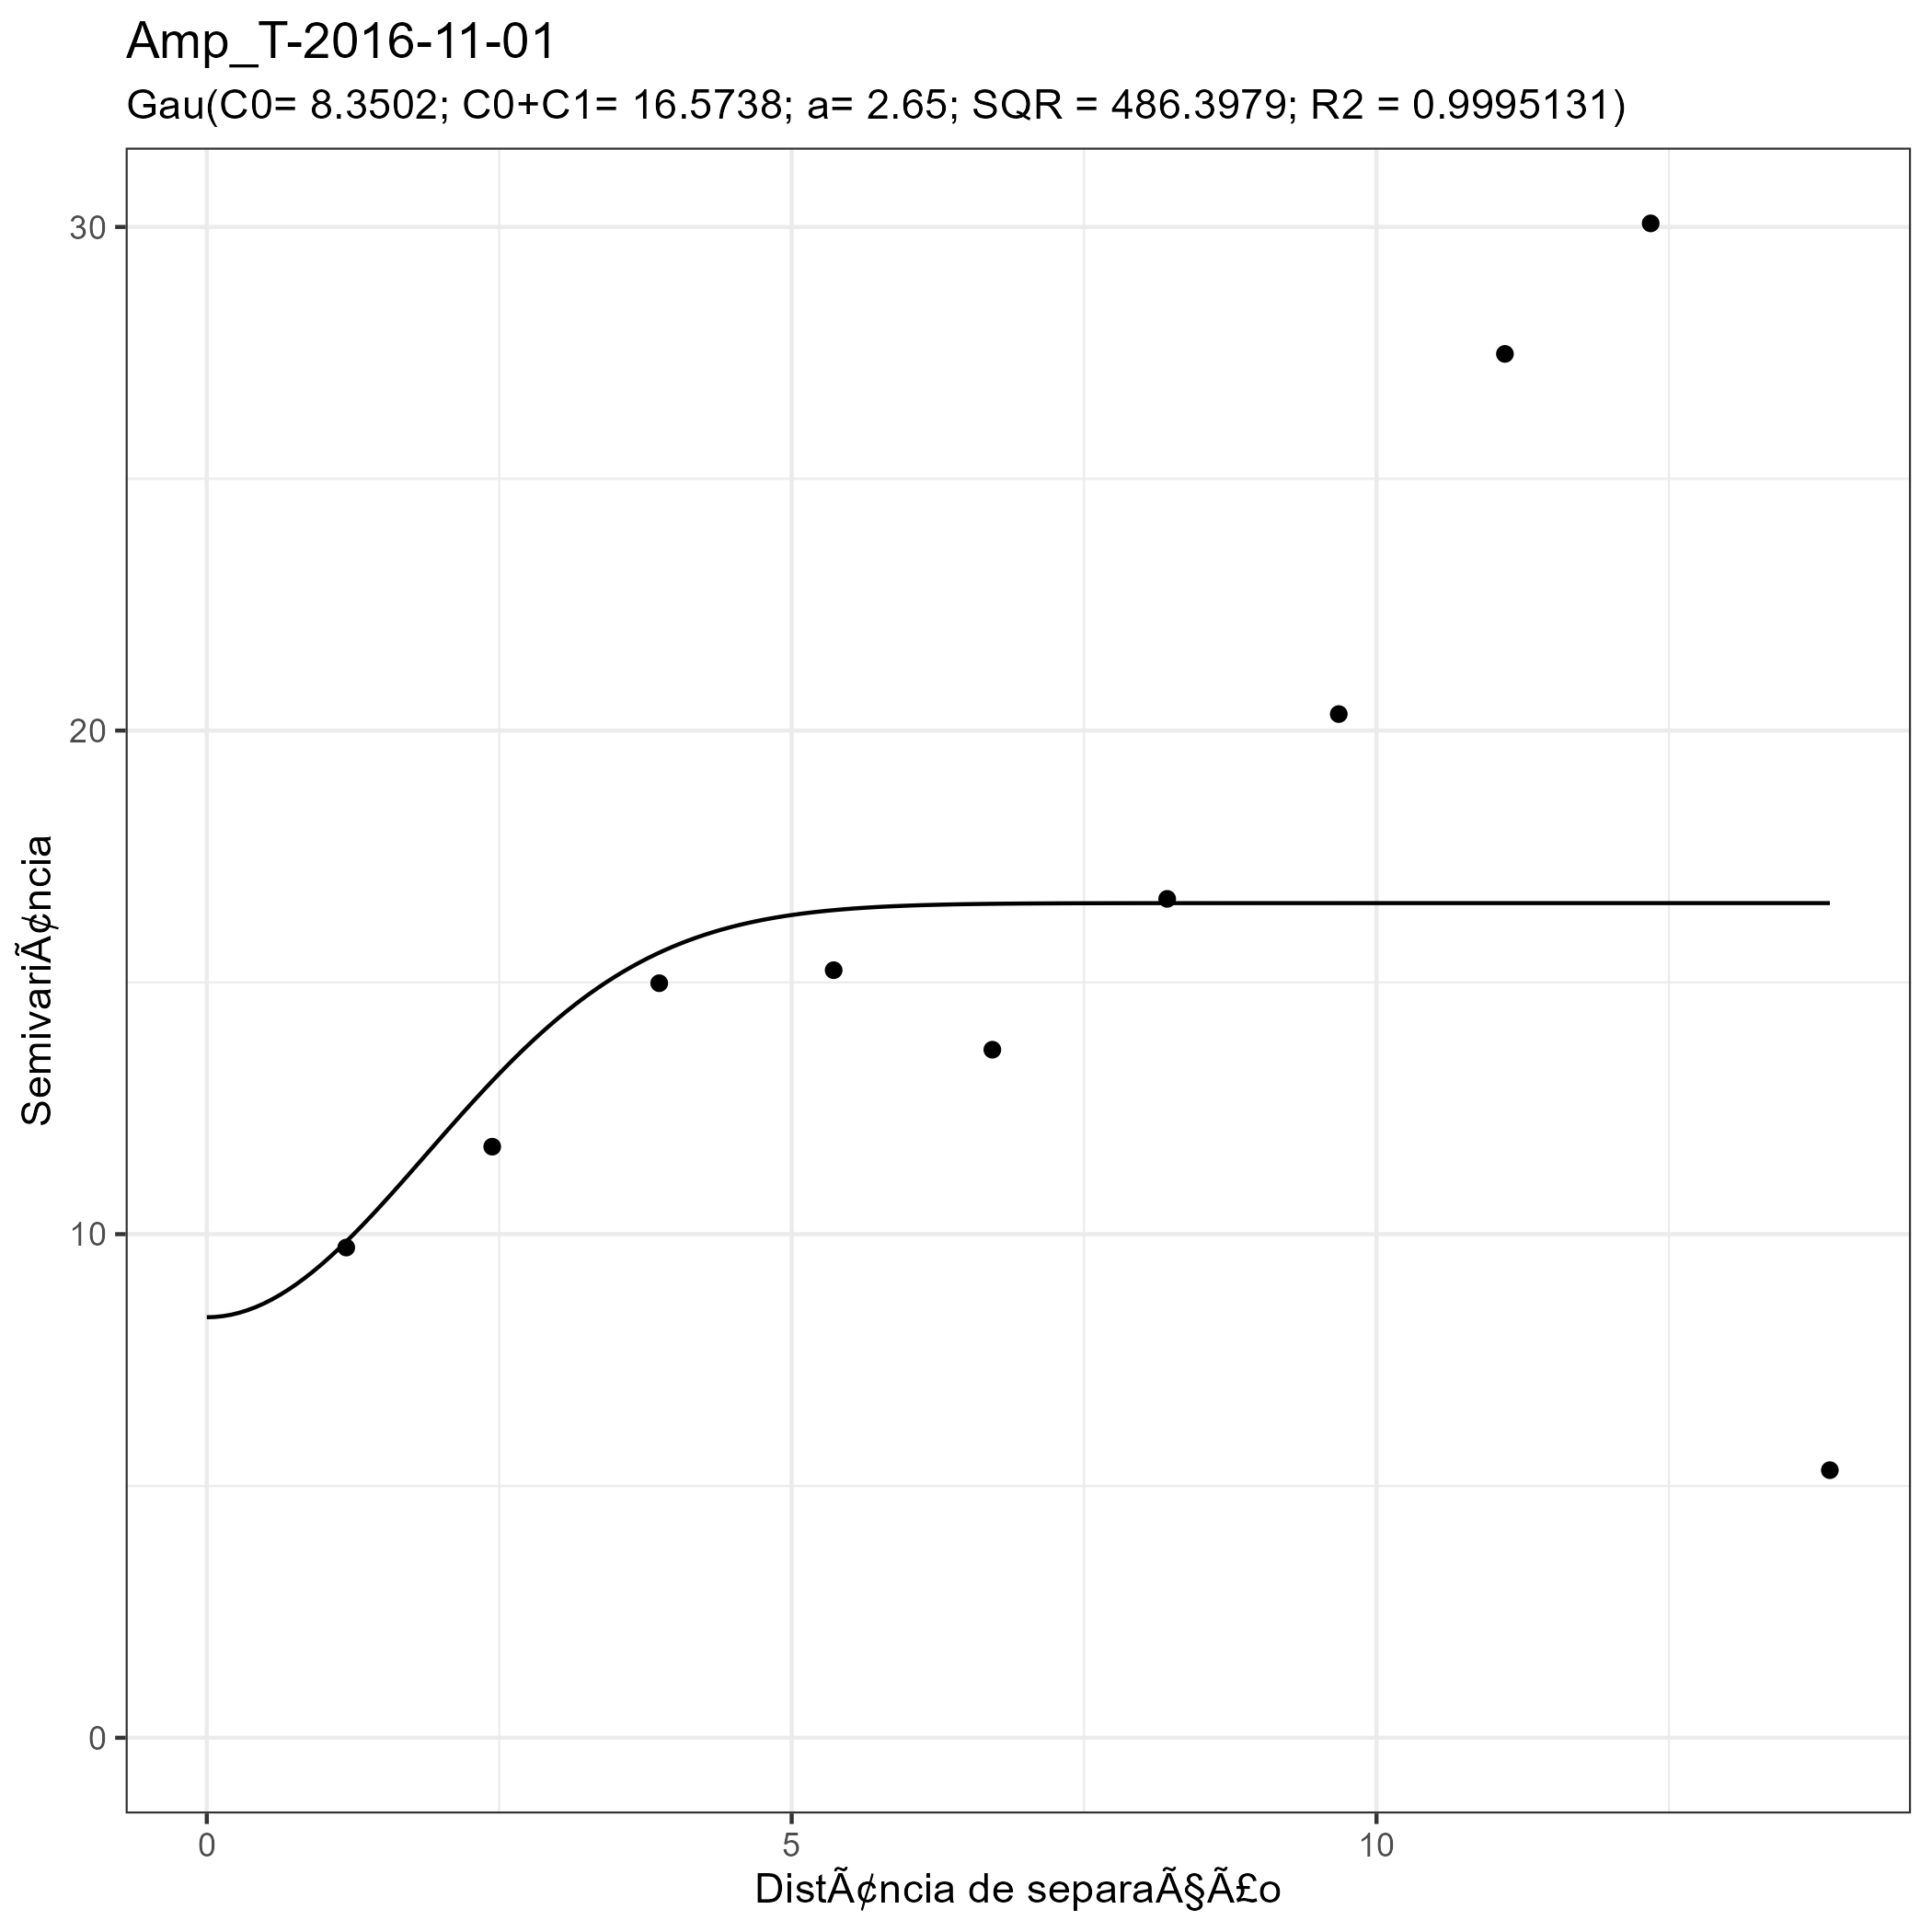 Amp_T-2016-11-01
Gau(C0= 8.3502; C0+C1= 16.5738; a= 2.65; SQR = 486.3979; R2 = 0.9995131)
30
20
10
0
SemivariÃ¢ncia
0
5
10
DistÃ¢ncia de separaÃ§Ã£o